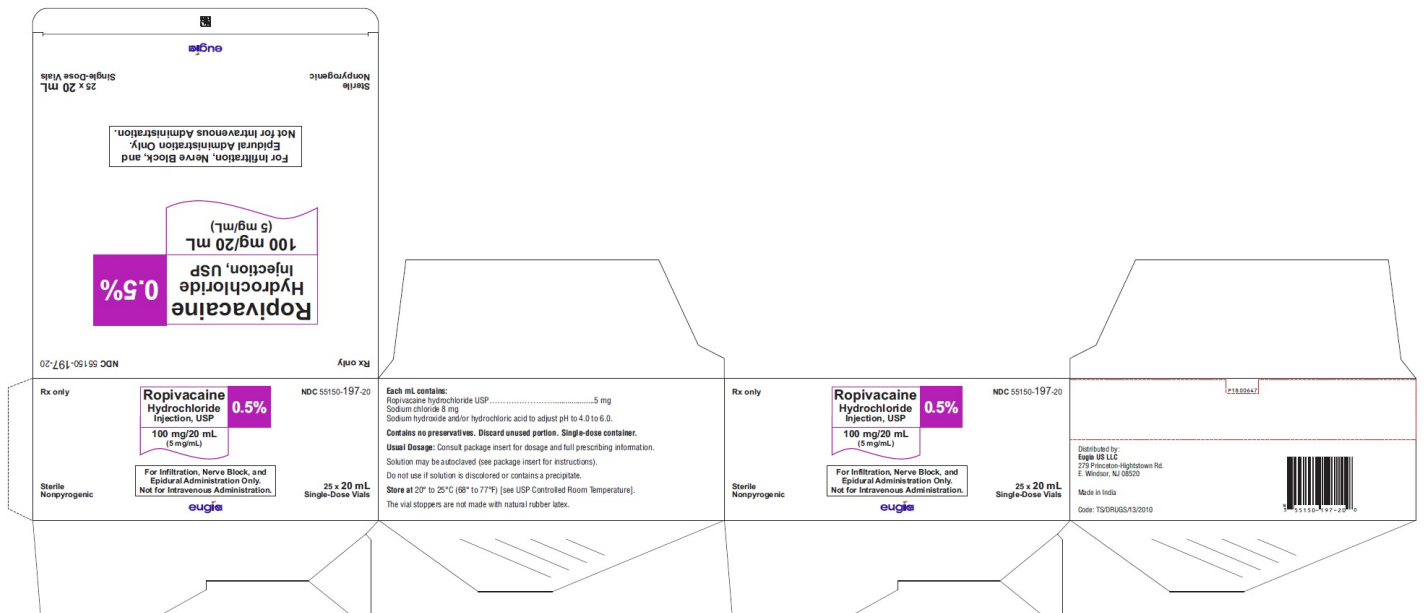 eugia
25 x 20 mL
Single-Dose Vials
Sterile
Nonpyrogenic
For Infiltration, Nerve Block, and
Epidural Administration Only.
Not for Intravenous Administration.
Ropivacaine
Hydrochloride
Injection, USP
0.5%
100 mg/20 mL
(5 mg/mL)
Rx only
NDC 55150-197-20
Rx only
Ropivacaine
Hydrochloride
Injection, USP
0.5%
100 mg/20 mL
(5 mg/mL)
NDC 55150-197-20
For Infiltration, Nerve Block, and
Epidural Administration Only.
Not for Intravenous Administration.
Sterile
Nonpyrogenic
25 x 20 mL
Single-Dose Vials
eugia
Each mL contains:
Ropivacaine hydrochloride USP..........................................5 mg
Sodium chloride 8 mg
Sodium hydroxide and/or hydrochloric acid to adjust pH to 4.0 to 6.0.
Contains no preservatives. Discard unused portion. Single-dose container.
Usual Dosage: Consult package insert for dosage and full prescribing information.
Solution may be autoclaved (see package insert for instructions).
Do not use if solution is discolored or contains a precipitate.
Store at 20° to 25°C (68° to 77°F) [see USP Controlled Room Temperature].
The vial stoppers are not made with natural rubber latex.
Rx only
Ropivacaine
Hydrochloride
Injection, USP
0.5%
100 mg/20 mL
(5 mg/mL)
NDC 55150-197-20
For Infiltration, Nerve Block, and
Epidural Administration Only.
Not for Intravenous Administration.
Sterile
Nonpyrogenic
25 x 20 mL
Single-Dose Vials
eugia
P1800647
Distributed by:
Eugia US LLC
279 Princeton-Hightstown Rd.
E. Windsor, NJ 08520
Made in India
Code: TS/DRUGS/13/2010
N
3 55150-197-20 0